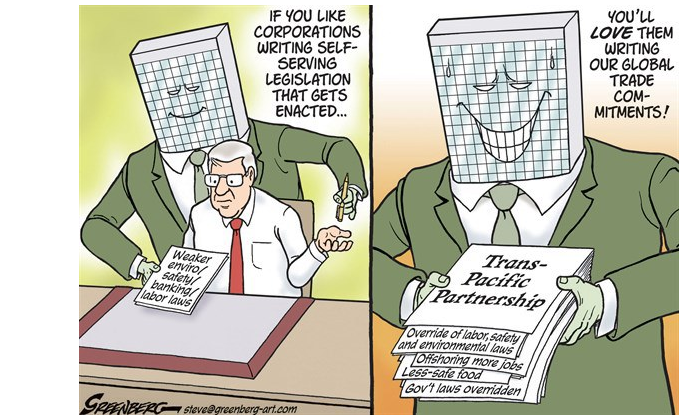 IF YOU LIKE
CORPORATIONS
WRITING SELF-
SERVING
LEGISLATION
THAT GETS
ENACTED...
Weaker
enviro/
safety/
banking/
labor laws
GREENBERG
steve@greenberg-art.com
YOU'LL
LOVE THEM
WRITING
OUR GLOBAL
TRADE
COM-
MITMENTS!
Trans-
Pacific
Partnership
Override of labor, safety
and environmental laws
Offshoring more jobs
Less-safe food
Gov't laws overridden